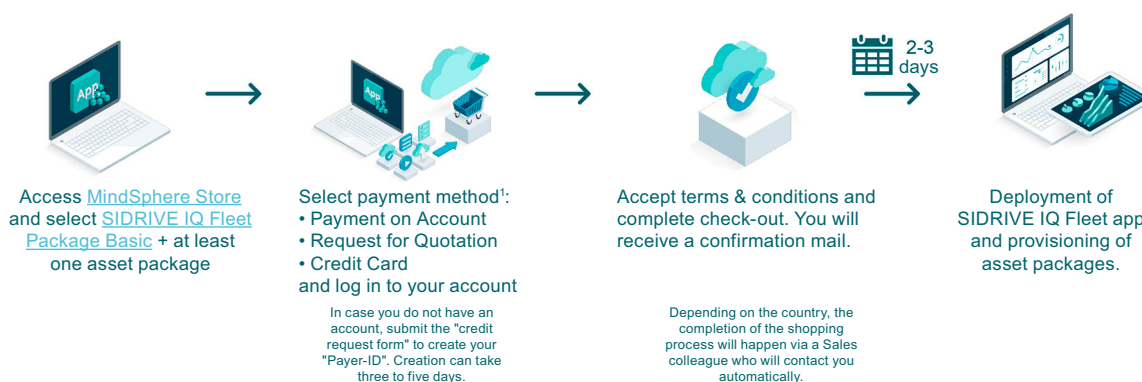 App
2-3
days
Access MindSphere Store
and select SIDRIVE IQ Fleet
Package Basic + at least
one asset package
Select payment method¹:
• Payment on Account
• Request for Quotation
• Credit Card
and log in to your account
In case you do not have an
account, submit the "credit
request form" to create your
"Payer-ID". Creation can take
three to five days.
Accept terms & conditions and
complete check-out. You will
receive a confirmation mail.
Depending on the country, the
completion of the shopping
process will happen via a Sales
colleague who will contact you
automatically.
Deployment of
SIDRIVE IQ Fleet app
and provisioning of
asset packages.